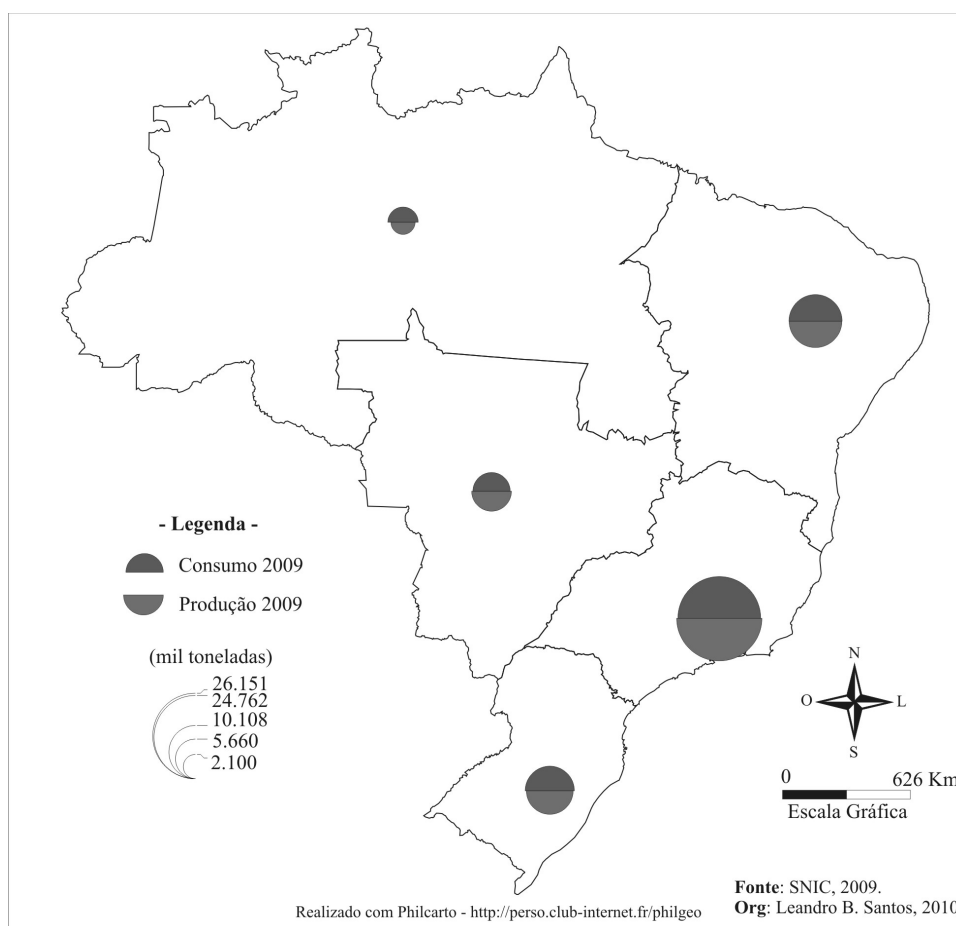 - Legenda -
Consumo 2009
Produção 2009
(mil toneladas)
26.151
24.762
10.108
5.660
2.100
N
O
L
S
0 626 Km
Escala Gráfica
Fonte: SNIC, 2009.
Org: Leandro B. Santos, 2010
Realizado com Philcarto - http://perso.club-internet.fr/philgeo